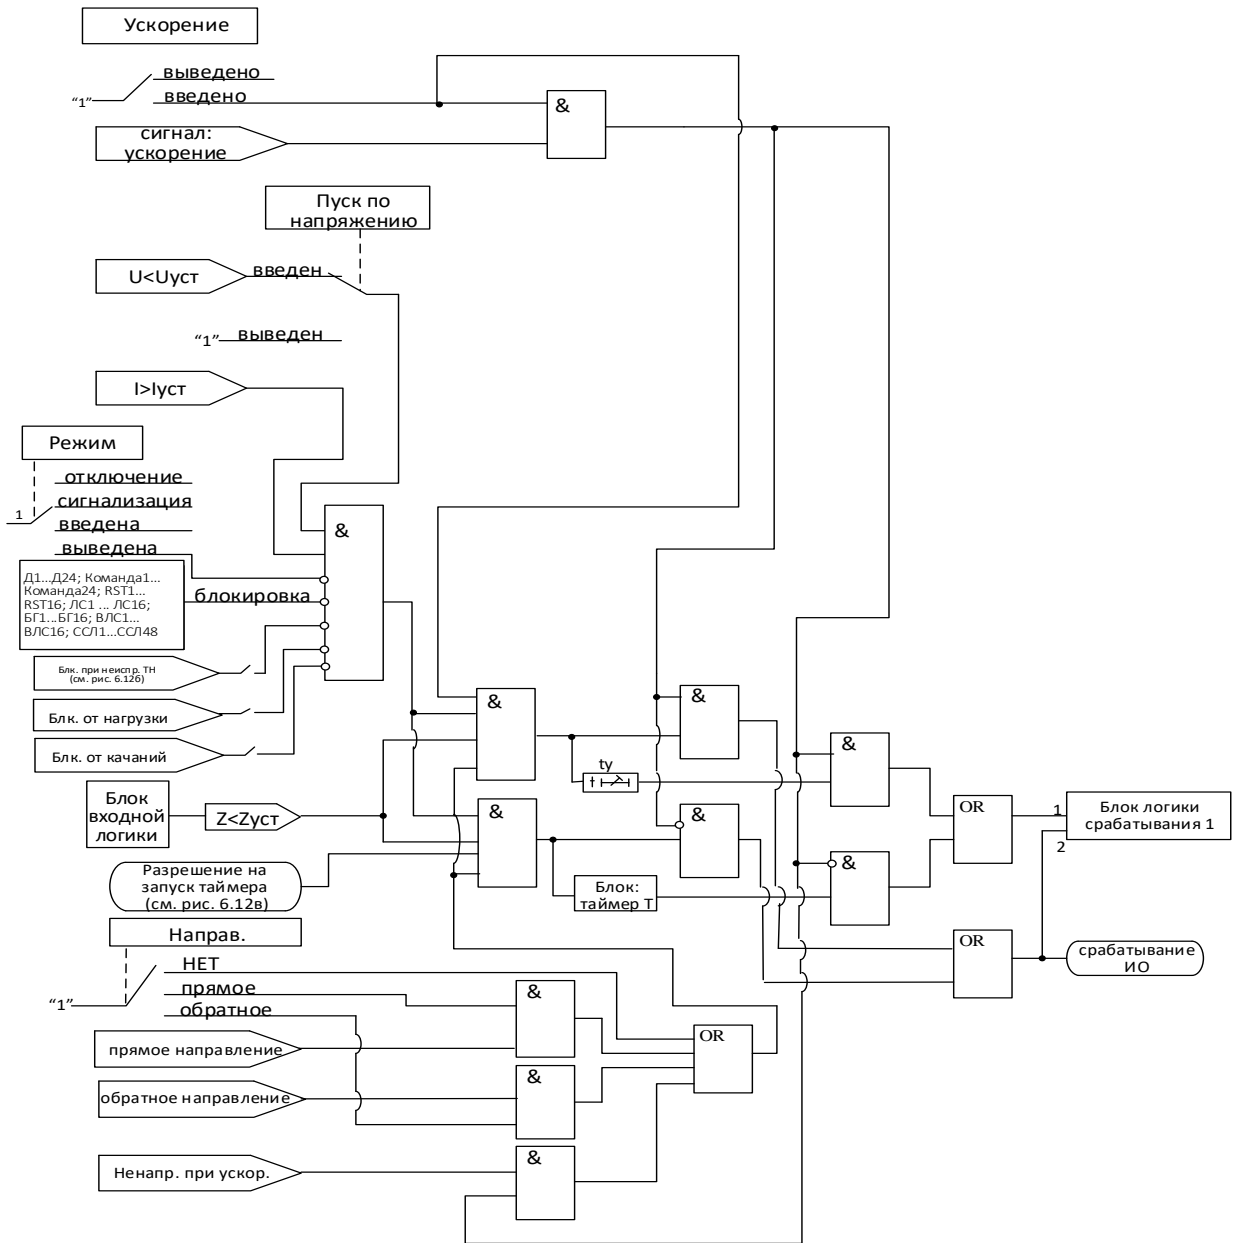 Ускорение
выведено
“1”
введено
&
сигнал:
ускорение
Пуск по
напряжению
U<Uуст
введен
“1”
выведен
I>Iуст
Режим
отключение
сигнализация
1
введена
выведена
&
Д1...Д24; Команда1...
Команда24; RST1...
RST16; ЛС1 ... ЛС16;
БГ1...БГ16; ВЛС1...
ВЛС16; ССЛ1...ССЛ48
блокировка
Блк. при неиспр. ТН
(см. рис. 6.12б)
Блк. от нагрузки
Блк. от качаний
&
&
&
ty
Блок
входной
логики
Z<Zуст
&
&
OR
1
2
Блок логики
срабатывания 1
&
Разрешение на
запуск таймера
(см. рис. 6.12в)
Блок:
таймер T
Направ.
НЕТ
“1”
прямое
обратное
&
OR
срабатывание
ИО
прямое направление
OR
обратное направление
&
Ненапр. при ускор.
&